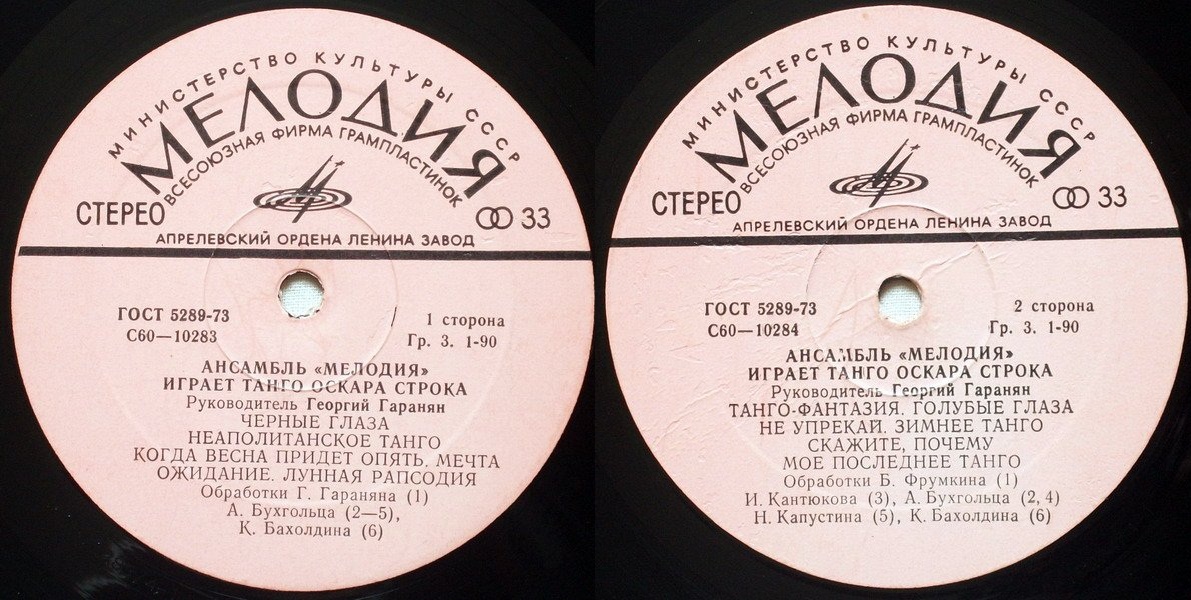 МИНИСТЕРСТВО КУЛЬТУРЫ СССР
МЕЛОДИЯ
ВСЕСОЮЗНАЯ ФИРМА ГРАМПЛАСТИНОК
СТЕРЕО
33
АПРЕЛЕВСКИЙ ОРДЕНА ЛЕНИНА ЗАВОД
ГОСТ 5289-73
С60—10283
1 сторона
Гр. 3. 1-90
АНСАМБЛЬ «МЕЛОДИЯ»
ИГРАЕТ ТАНГО ОСКАРА СТРОКА
Руководитель Георгий Гаранян
ЧЕРНЫЕ ГЛАЗА
НЕАПОЛИТАНСКОЕ ТАНГО
КОГДА ВЕСНА ПРИДЕТ ОПЯТЬ. МЕЧТА
ОЖИДАНИЕ. ЛУННАЯ РАПСОДИЯ
Обработки Г. Гараняна (1)
А. Бухгольца (2—5),
К. Бахолдина (6)
МИНИСТЕРСТВО КУЛЬТУРЫ СССР
МЕЛОДИЯ
ВСЕСОЮЗНАЯ ФИРМА ГРАМПЛАСТИНОК
СТЕРЕО
33
АПРЕЛЕВСКИЙ ОРДЕНА ЛЕНИНА ЗАВОД
ГОСТ 5289-73
С60—10284
2 сторона
Гр. 3. 1-90
АНСАМБЛЬ «МЕЛОДИЯ»
ИГРАЕТ ТАНГО ОСКАРА СТРОКА
Руководитель Георгий Гаранян
ТАНГО-ФАНТАЗИЯ. ГОЛУБЫЕ ГЛАЗА
НЕ УПРЕКАЙ. ЗИМНЕЕ ТАНГО
СКАЖИТЕ, ПОЧЕМУ
МОЕ ПОСЛЕДНЕЕ ТАНГО
Обработки Б. Фрумкина (1)
И. Кантюкова (3), А. Бухгольца (2, 4)
Н. Капустина (5), К. Бахолдина (6)